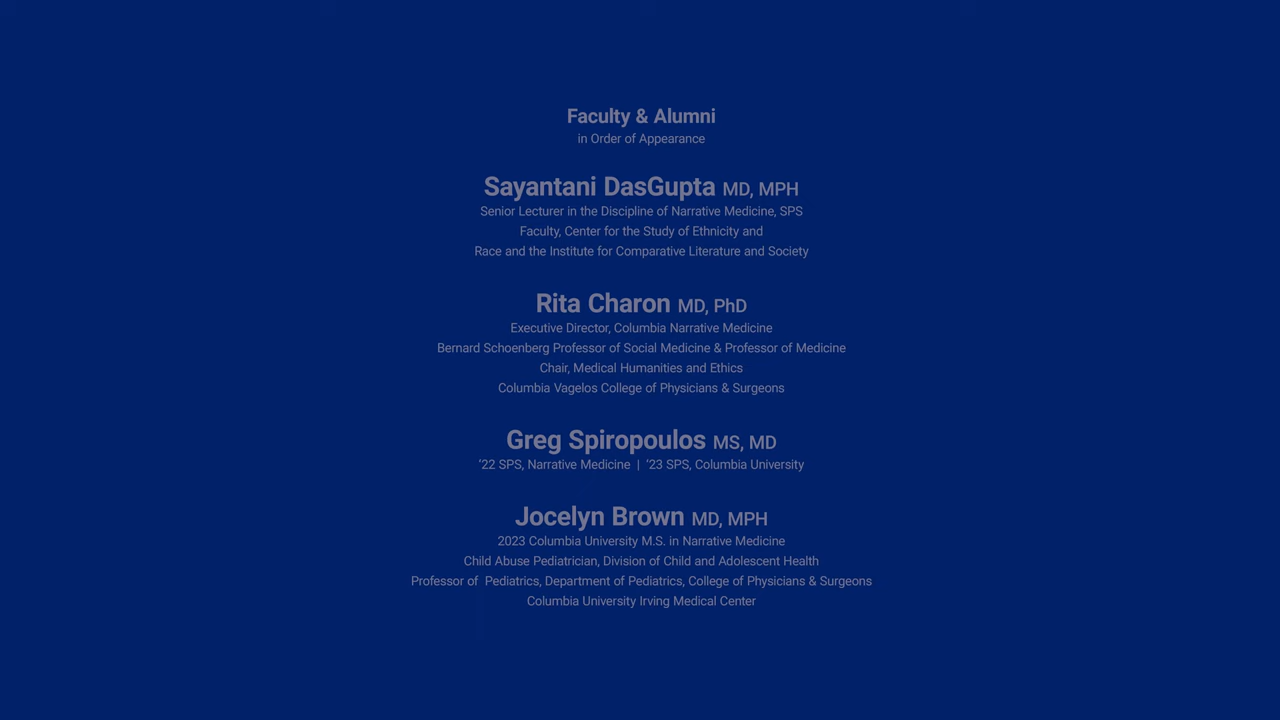 Faculty & Alumni
in Order of Appearance
Sayantani DasGupta MD, MPH
Senior Lecturer in the Discipline of Narrative Medicine, SPS
Faculty, Center for the Study of Ethnicity and
Race and the Institute for Comparative Literature and Society
Rita Charon MD, PhD
Executive Director, Columbia Narrative Medicine
Bernard Schoenberg Professor of Social Medicine & Professor of Medicine
Chair, Medical Humanities and Ethics
Columbia Vagelos College of Physicians & Surgeons
Greg Spiropoulos MS, MD
‘22 SPS, Narrative Medicine | ‘23 SPS, Columbia University
Jocelyn Brown MD, MPH
2023 Columbia University M.S. in Narrative Medicine
Child Abuse Pediatrician, Division of Child and Adolescent Health
Professor of  Pediatrics, Department of Pediatrics, College of Physicians & Surgeons
Columbia University Irving Medical Center